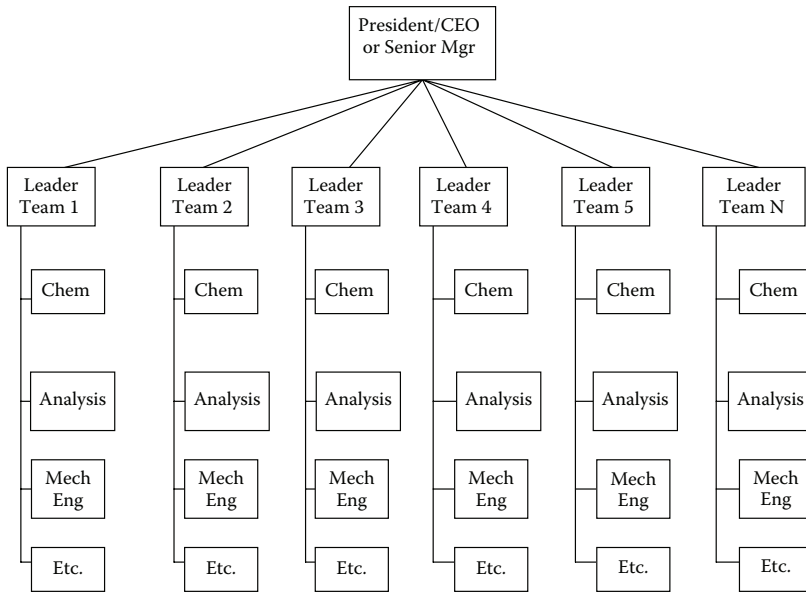 President/CEO
or Senior Mgr
Leader
Team 1
Leader
Team 2
Leader
Team 3
Leader
Team 4
Leader
Team 5
Leader
Team N
Chem
Chem
Chem
Chem
Chem
Chem
Analysis
Analysis
Analysis
Analysis
Analysis
Analysis
Mech
Eng
Mech
Eng
Mech
Eng
Mech
Eng
Mech
Eng
Mech
Eng
Etc.
Etc.
Etc.
Etc.
Etc.
Etc.